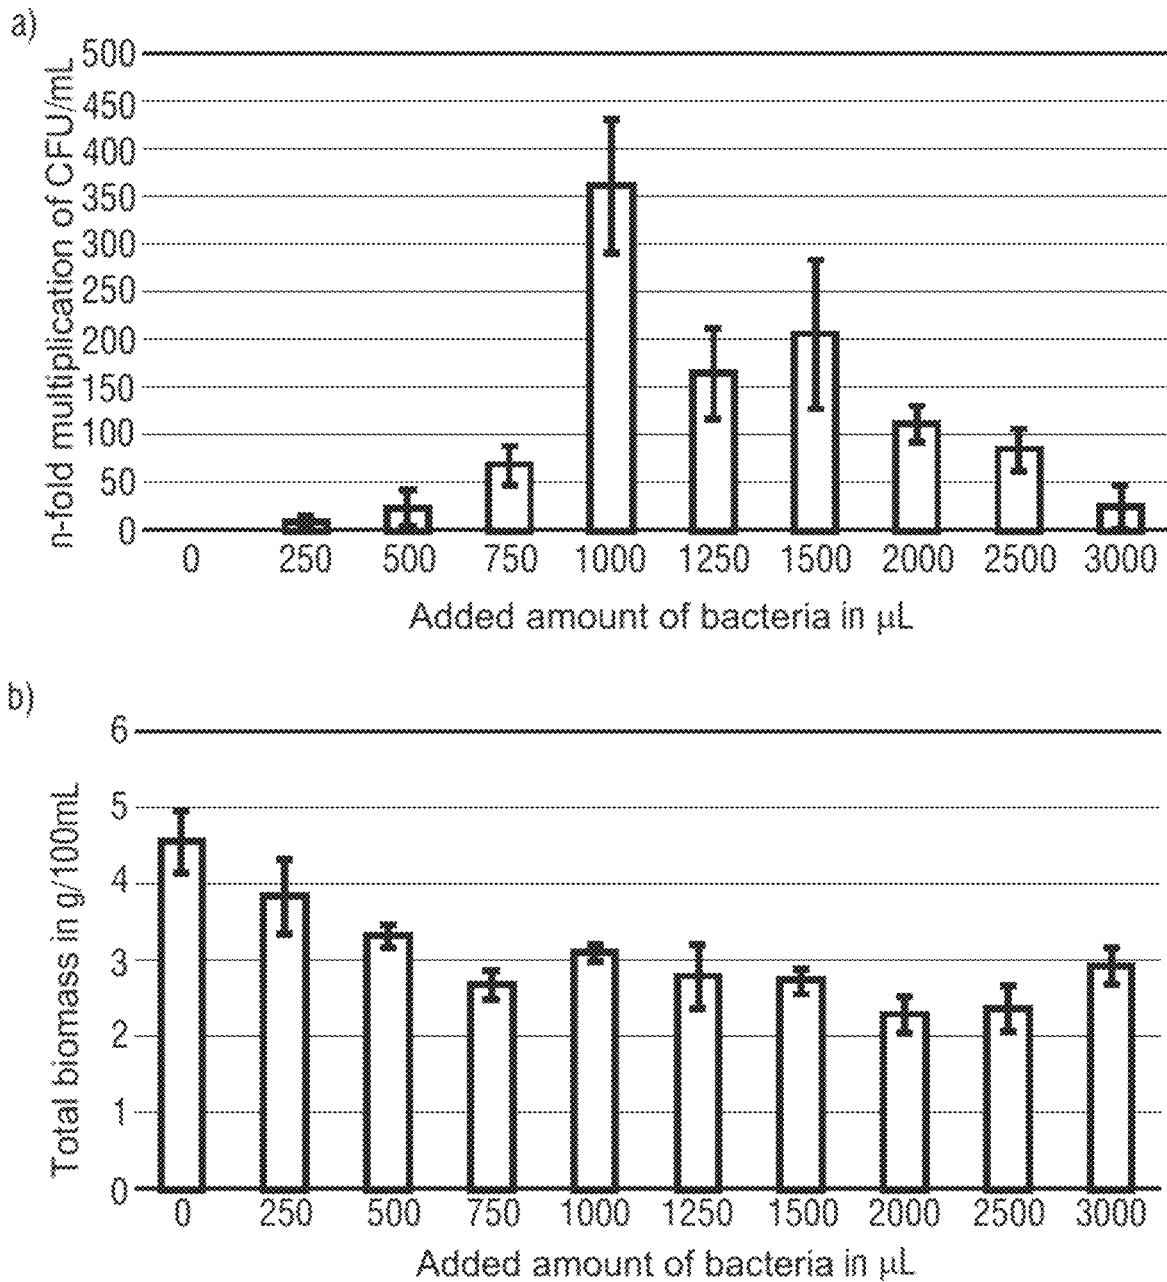 a)
n-fold multiplication of CFU/mL
500
450
400
350
300
250
200
150
100
50
0
0 250 500 750 1000 1250 1500 2000 2500 3000
Added amount of bacteria in μL
b)
Total biomass in g/100mL
6
5
4
3
2
1
0
0 250 500 750 1000 1250 1500 2000 2500 3000
Added amount of bacteria in μL